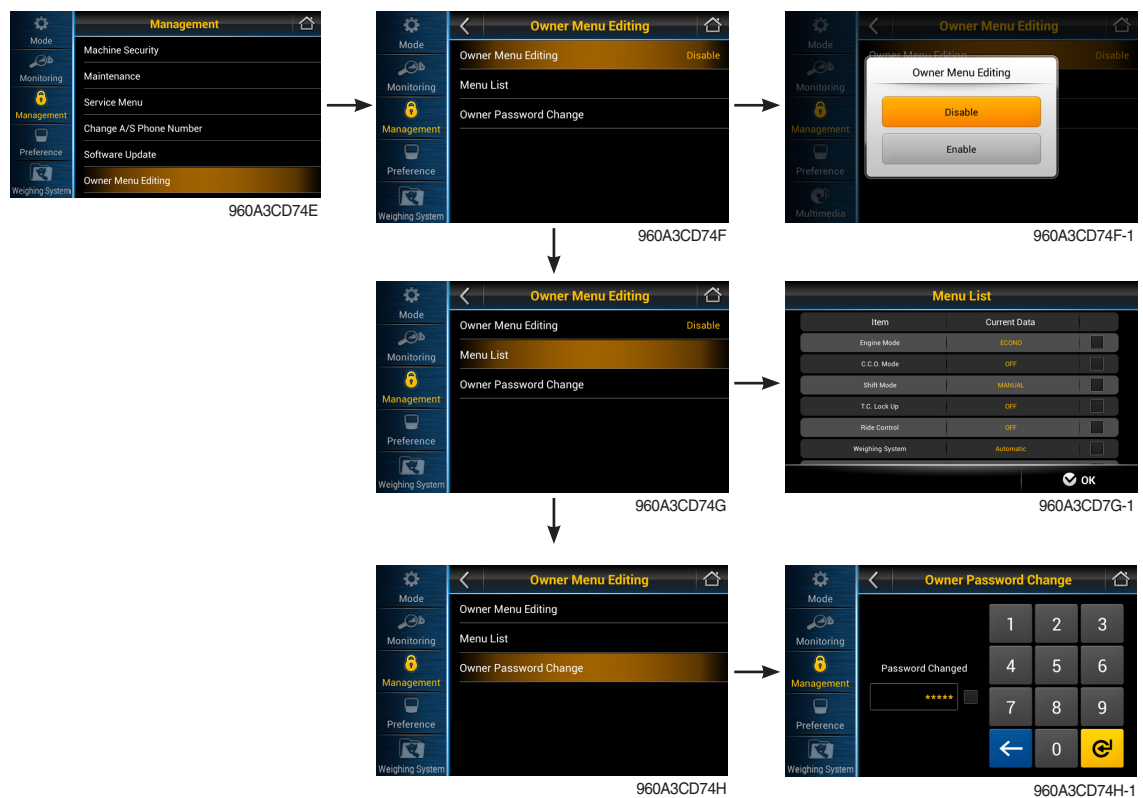 Management
Mode
Monitoring
Management
Preference
Weighing System
Machine Security
Maintenance
Service Menu
Change A/S Phone Number
Software Update
Owner Menu Editing
960A3CD74E
Owner Menu Editing
Mode
Monitoring
Management
Preference
Weighing System
Owner Menu Editing Disable
Menu List
Owner Password Change
960A3CD74F
Owner Menu Editing
Mode
Monitoring
Management
Preference
Multimedia
Owner Menu Editing Disable
Owner Menu Editing
Disable
Enable
960A3CD74F-1
Owner Menu Editing
Mode
Monitoring
Management
Preference
Weighing System
Owner Menu Editing Disable
Menu List
Owner Password Change
960A3CD74G
Menu List
Item Current Data
Engine Mode ECONO
C.C.O. Mode OFF
Shift Mode MANUAL
T.C. Lock Up OFF
Ride Control OFF
Weighing System Automatic
OK
960A3CD7G-1
Owner Menu Editing
Mode
Monitoring
Management
Preference
Weighing System
Owner Menu Editing
Menu List
Owner Password Change
960A3CD74H
Owner Password Change
Mode
Monitoring
Management
Preference
Weighing System
Password Changed
*****
1 2 3
4 5 6
7 8 9
0
960A3CD74H-1